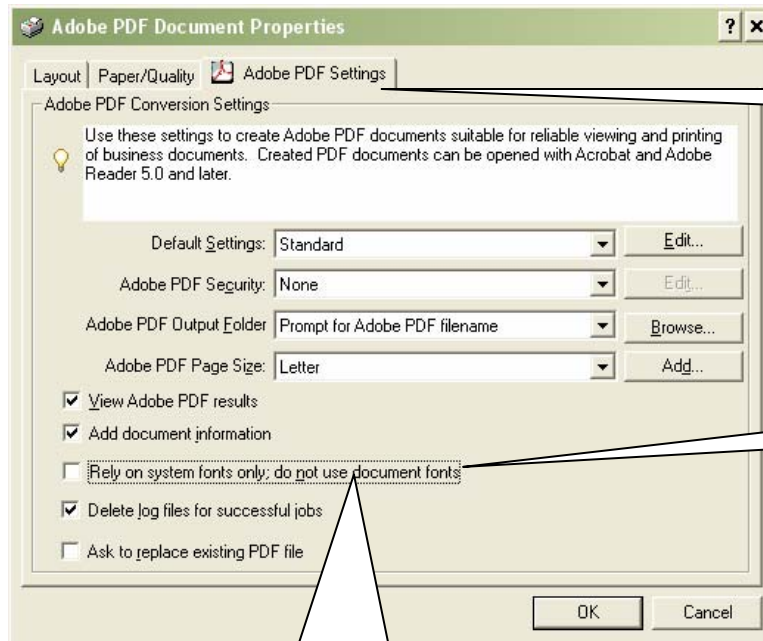 Adobe PDF Document Properties
Layout Paper/Quality Adobe PDF Settings
Adobe PDF Conversion Settings
Use these settings to create Adobe PDF documents suitable for reliable viewing and printing
of business documents. Created PDF documents can be opened with Acrobat and Adobe
Reader 5.0 and later.
Default Settings: Standard Edit...
Adobe PDF Security: None Edit...
Adobe PDF Output Folder Prompt for Adobe PDF filename Browse...
Adobe PDF Page Size: Letter Add...
View Adobe PDF results
Add document information
Rely on system fonts only; do not use document fonts
Delete log files for successful jobs
Ask to replace existing PDF file
OK Cancel